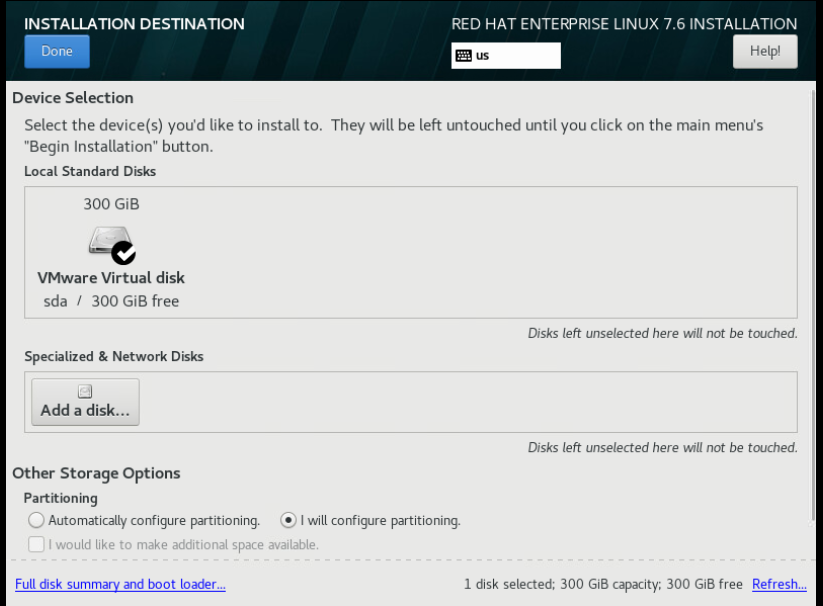 INSTALLATION DESTINATION
RED HAT ENTERPRISE LINUX 7.6 INSTALLATION
Done
us
Help!
Device Selection
Select the device(s) you'd like to install to. They will be left untouched until you click on the main menu's
"Begin Installation" button.
Local Standard Disks
300 GiB
VMware Virtual disk
sda / 300 GiB free
Disks left unselected here will not be touched.
Specialized & Network Disks
Add a disk...
Disks left unselected here will not be touched.
Other Storage Options
Partitioning
Automatically configure partitioning. I will configure partitioning.
I would like to make additional space available.
Full disk summary and boot loader... 1 disk selected; 300 GiB capacity; 300 GiB free Refresh...